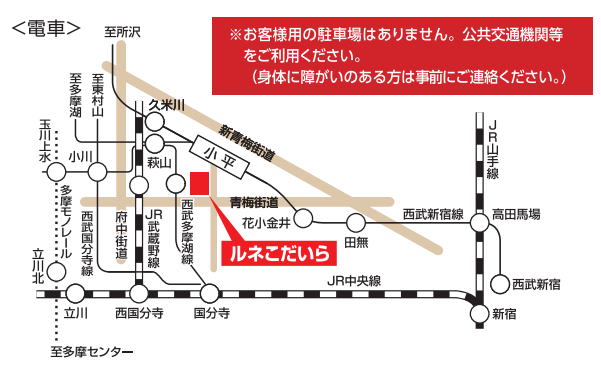 ＜電車＞
至所沢
※お客様用の駐車場はありません。公共交通機関等
をご利用ください。
（身体に障がいのある方は事前にご連絡ください。）
至多摩湖
至東村山
久米川
新青梅街道
JR山手線
玉川上水
小川
萩山
小平
青梅街道
多摩モノレール
西武国分寺線
府中街道
JR武蔵野線
西武多摩湖線
花小金井
田無
西武新宿線
高田馬場
ルネこだいら
立川北
JR中央線
西武新宿
立川
西国分寺
国分寺
新宿
至多摩センター